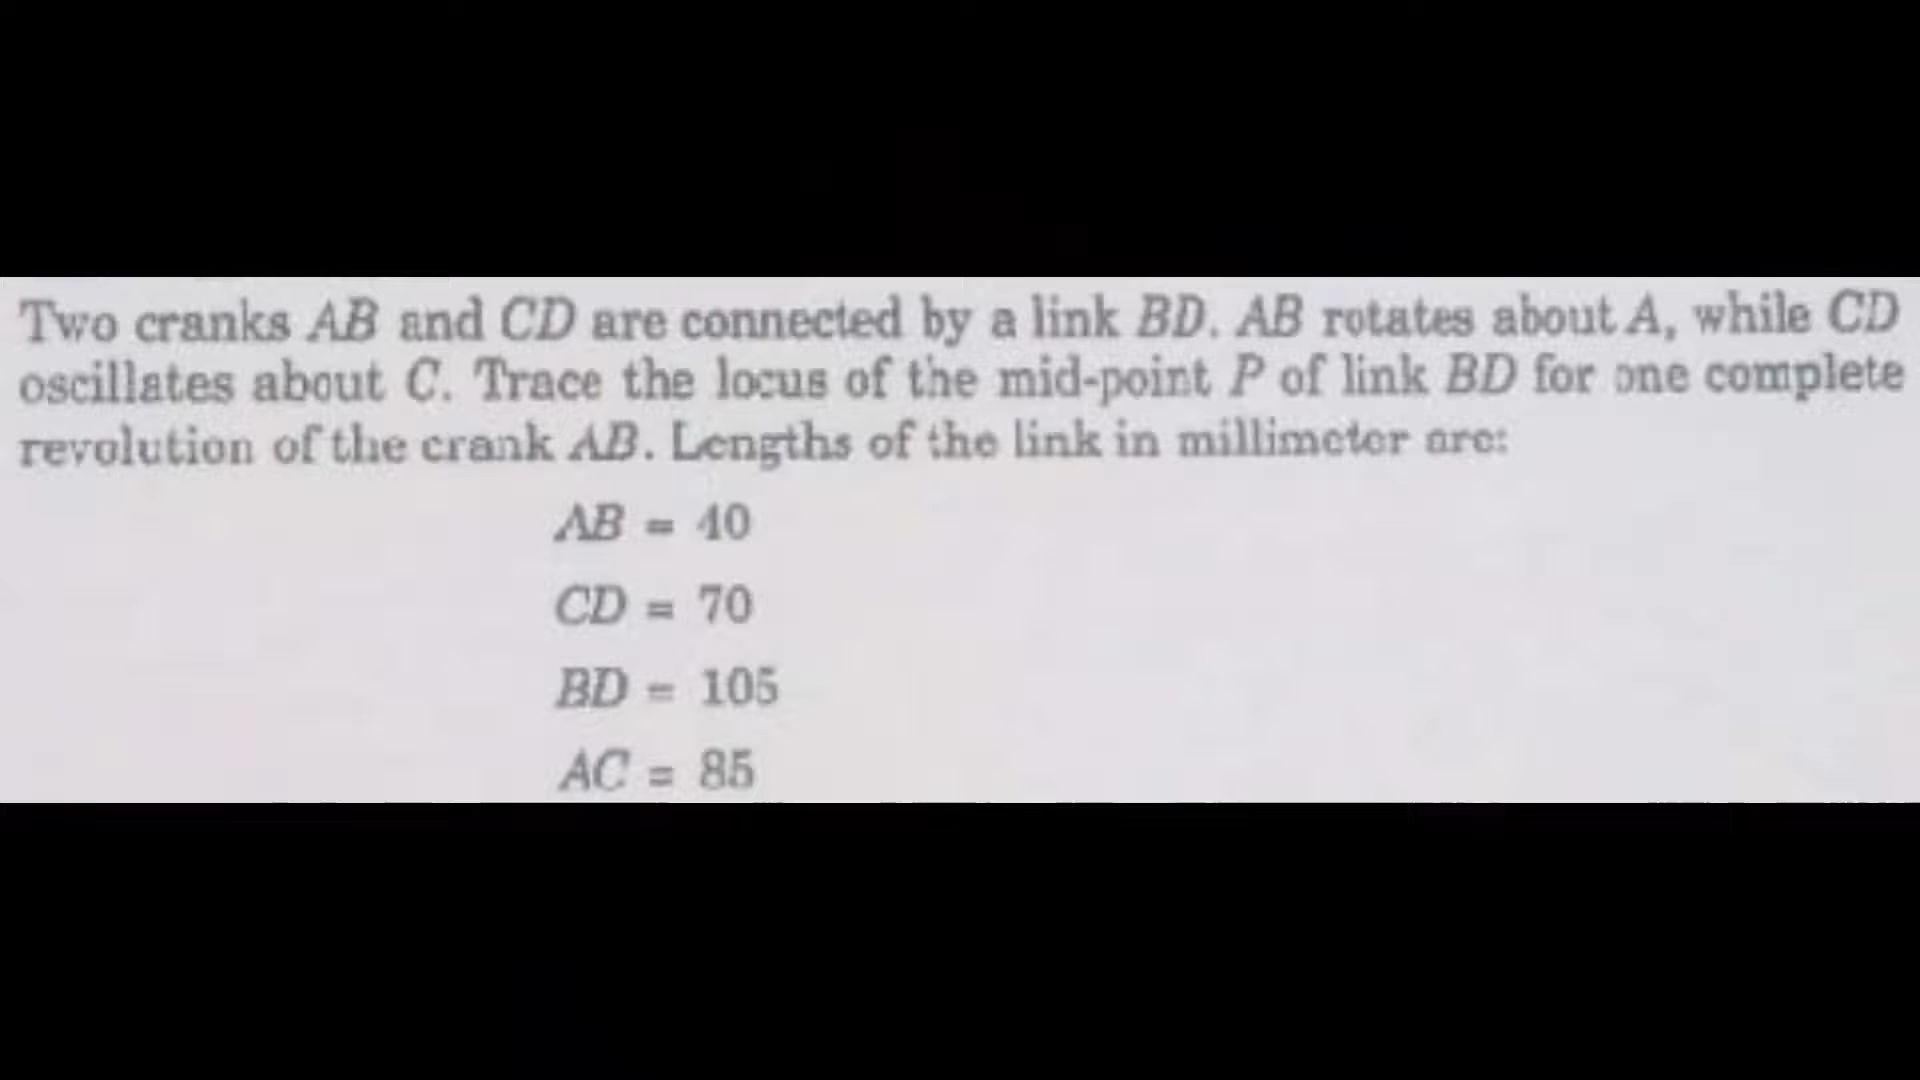 Two cranks AB and CD are connected by a link BD. AB rotates about A, while CD
oscillates about C. Trace the locus of the mid-point P of link BD for one complete
revolution of the crank AB. Lengths of the link in millimeter are:
AB = 40
CD = 70
BD = 105
AC = 85